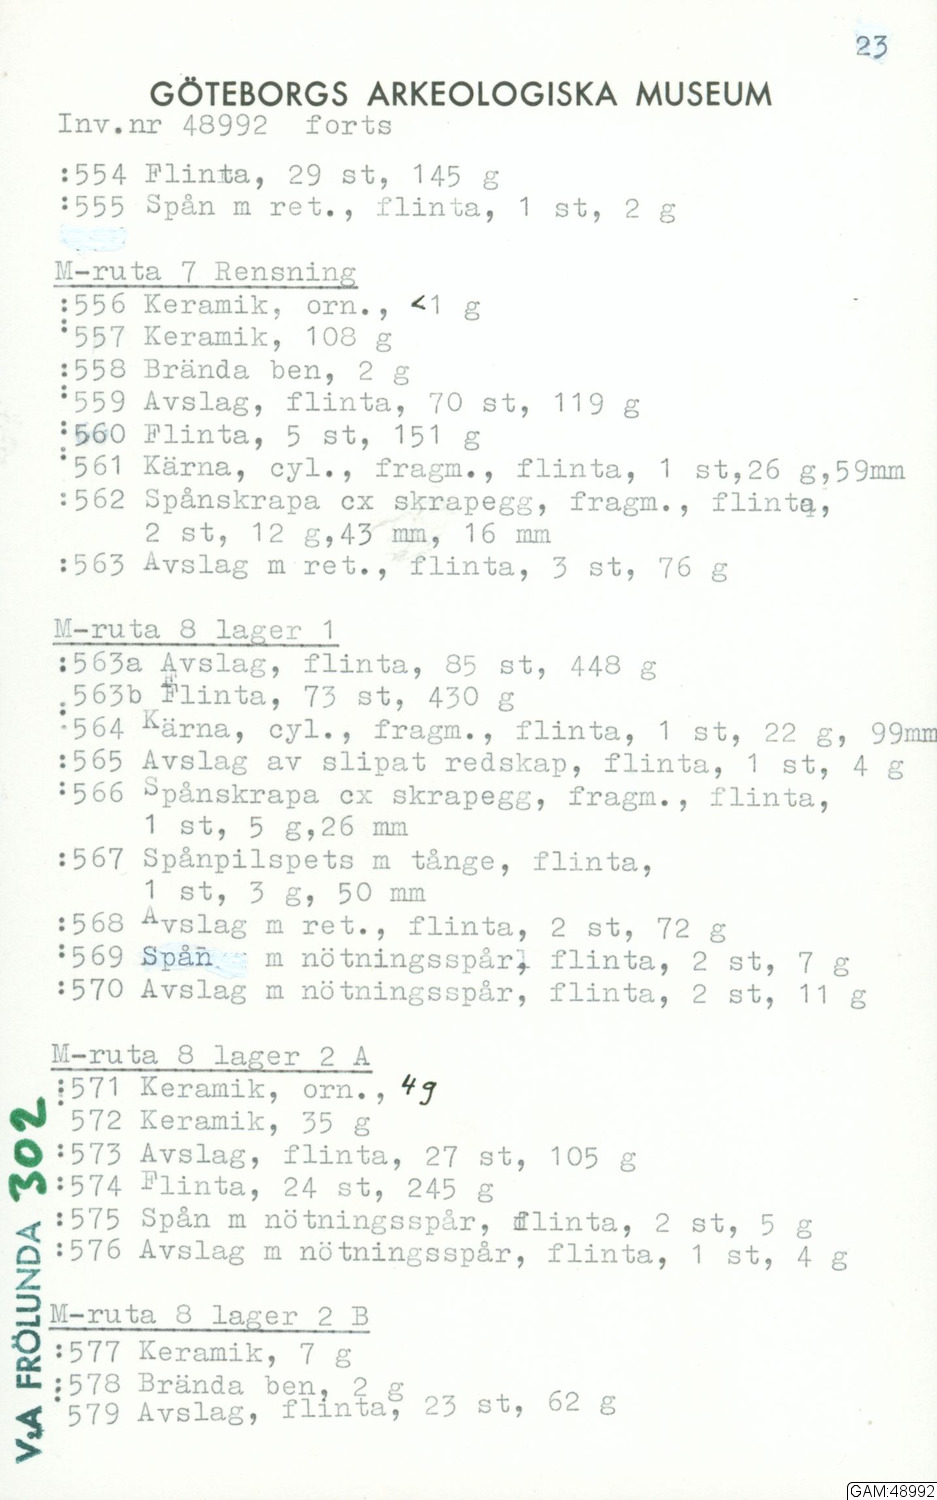 23
GÖTEBORGS ARKEOLOGISKA MUSEUM
Inv.nr 48992 forts
:554 Flinta, 29 st, 145 g
:555 Spån m ret., flinta, 1 st, 2 g
M-ruta 7 Rensning
:556 Keramik, orn., <1 g
:557 Keramik, 108 g
:558 Brända ben, 2 g
:559 Avslag, flinta, 70 st, 119 g
:560 Flinta, 5 st, 151 g
:561 Kärna, cyl., fragm., flinta, 1 st,26 g,59mm
:562 Spånskrapa cx skrapegg, fragm., flinta,
2 st, 12 g,43 mm, 16 mm
:563 Avslag m ret., flinta, 3 st, 76 g
M-ruta 8 lager 1
:563a Avslag, flinta, 85 st, 448 g
:563b Flinta, 73 st, 430 g
:564 Kärna, cyl., fragm., flinta, 1 st, 22 g, 99mm
:565 Avslag av slipat redskap, flinta, 1 st, 4 g
:566 Spånskrapa cx skrapegg, fragm., flinta,
1 st, 5 g,26 mm
:567 Spånpilspets m tånge, flinta,
1 st, 3 g, 50 mm
:568 Avslag m ret., flinta, 2 st, 72 g
:569 Spån m nötningsspår, flinta, 2 st, 7 g
:570 Avslag m nötningsspår, flinta, 2 st, 11 g
M-ruta 8 lager 2 A
:571 Keramik, orn., 4g
572 Keramik, 35 g
:573 Avslag, flinta, 27 st, 105 g
:574 Flinta, 24 st, 245 g
:575 Spån m nötningsspår, flinta, 2 st, 5 g
:576 Avslag m nötningsspår, flinta, 1 st, 4 g
M-ruta 8 lager 2 B
:577 Keramik, 7 g
:578 Brända ben, 2 g
:579 Avslag, flinta, 23 st, 62 g
V:A FRÖLUNDA 302
GAM:48992